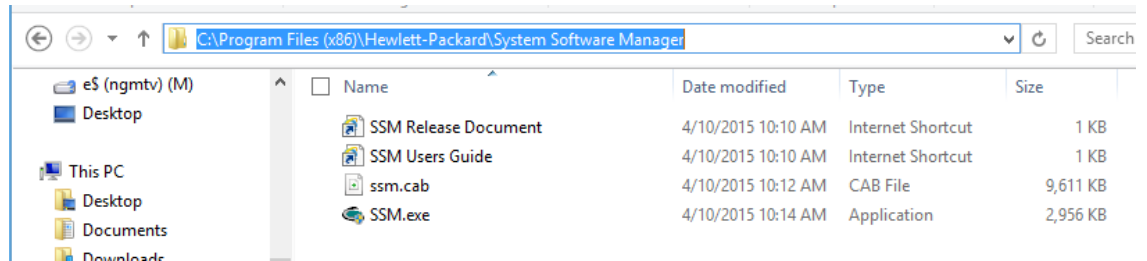 C:\Program Files (x86)\Hewlett-Packard\System Software Manager
Search
e$ (ngmtv) (M)
Desktop
This PC
Desktop
Documents
Downloads
Name Date modified Type Size
SSM Release Document 4/10/2015 10:10 AM Internet Shortcut 1 KB
SSM Users Guide 4/10/2015 10:10 AM Internet Shortcut 1 KB
ssm.cab 4/10/2015 10:12 AM CAB File 9,611 KB
SSM.exe 4/10/2015 10:14 AM Application 2,956 KB